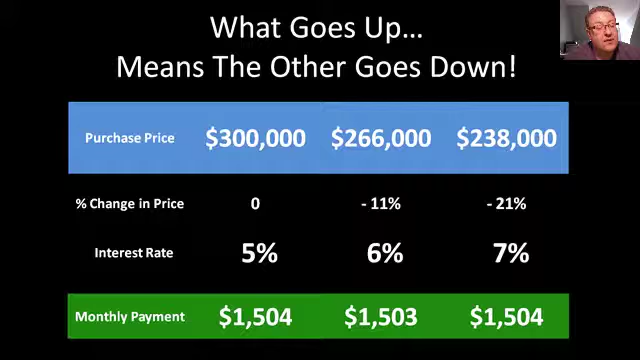 What Goes Up…
Means The Other Goes Down!
Purchase Price $300,000 $266,000 $238,000
% Change in Price 0 - 11% - 21%
Interest Rate 5% 6% 7%
Monthly Payment $1,504 $1,503 $1,504